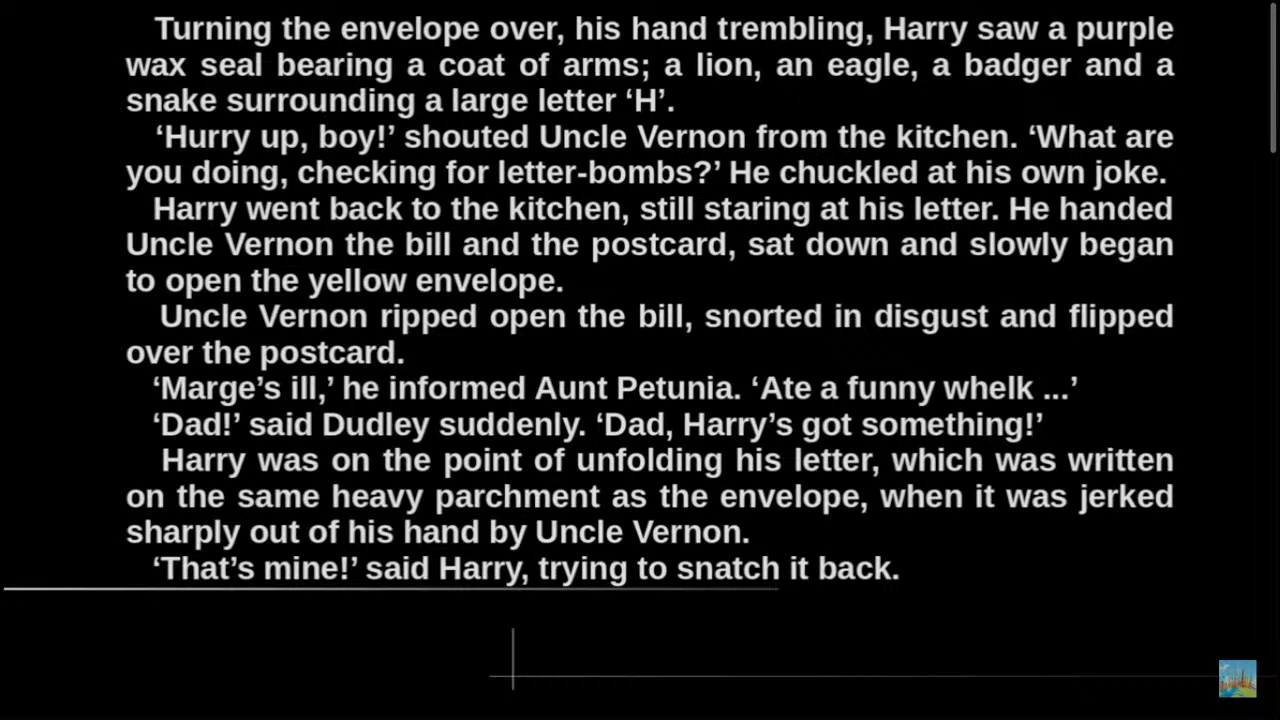 Turning the envelope over, his hand trembling, Harry saw a purple
wax seal bearing a coat of arms; a lion, an eagle, a badger and a
snake surrounding a large letter ‘H’.
‘Hurry up, boy!’ shouted Uncle Vernon from the kitchen. ‘What are
you doing, checking for letter-bombs?’ He chuckled at his own joke.
Harry went back to the kitchen, still staring at his letter. He handed
Uncle Vernon the bill and the postcard, sat down and slowly began
to open the yellow envelope.
Uncle Vernon ripped open the bill, snorted in disgust and flipped
over the postcard.
‘Marge’s ill,’ he informed Aunt Petunia. ‘Ate a funny whelk ...’
‘Dad!’ said Dudley suddenly. ‘Dad, Harry’s got something!’
Harry was on the point of unfolding his letter, which was written
on the same heavy parchment as the envelope, when it was jerked
sharply out of his hand by Uncle Vernon.
‘That’s mine!’ said Harry, trying to snatch it back.